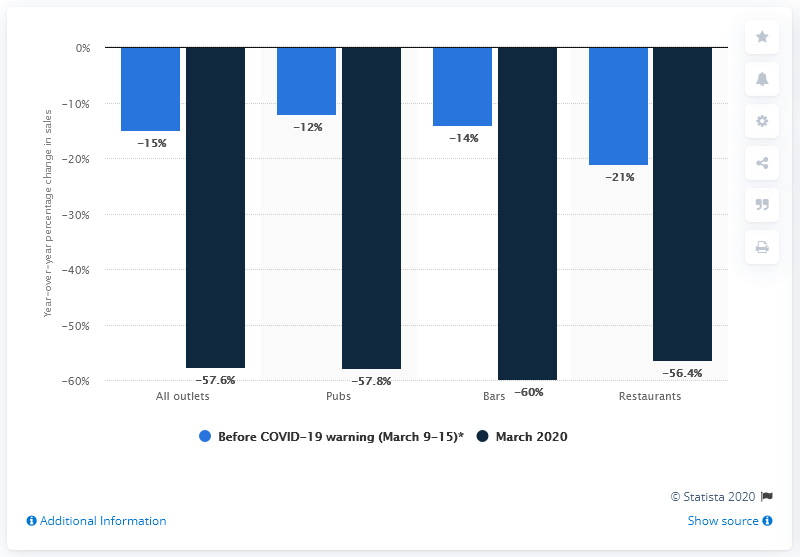 Year-over-year percentage change in sales
0%
-10%
-20%
-30%
-40%
-50%
-60%
-15%
-57.6%
-12%
-57.8%
-14%
-60%
-21%
-56.4%
All outlets
Pubs
Bars
Restaurants
Before COVID-19 warning (March 9-15)*
March 2020
© Statista 2020
Additional Information
Show source